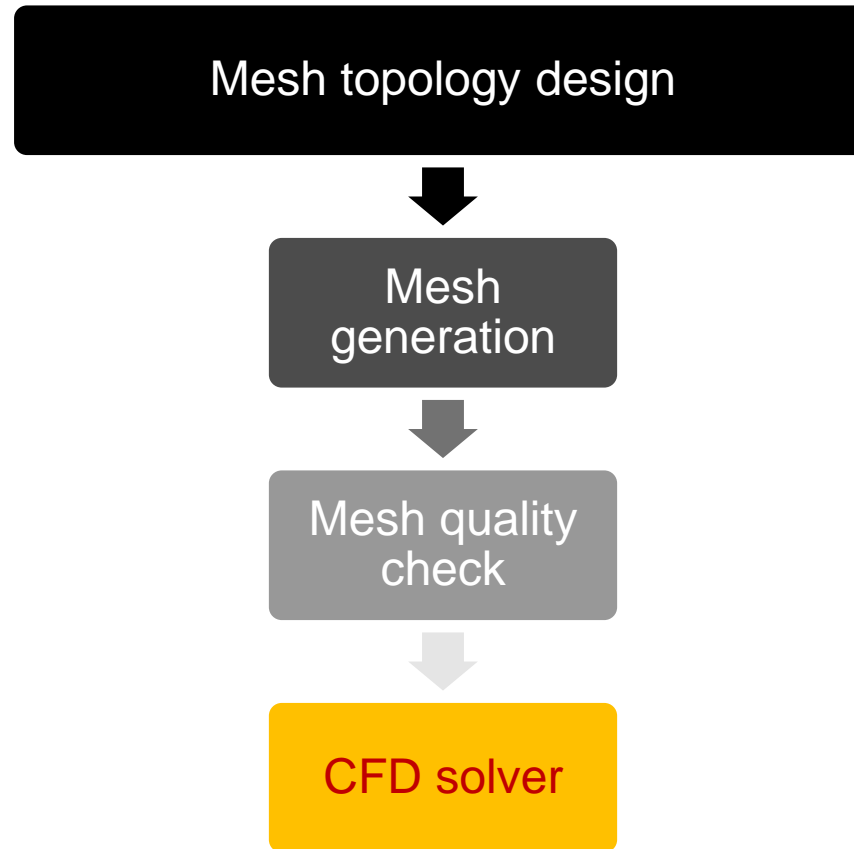 Mesh topology design
Mesh
generation
Mesh quality
check
CFD solver